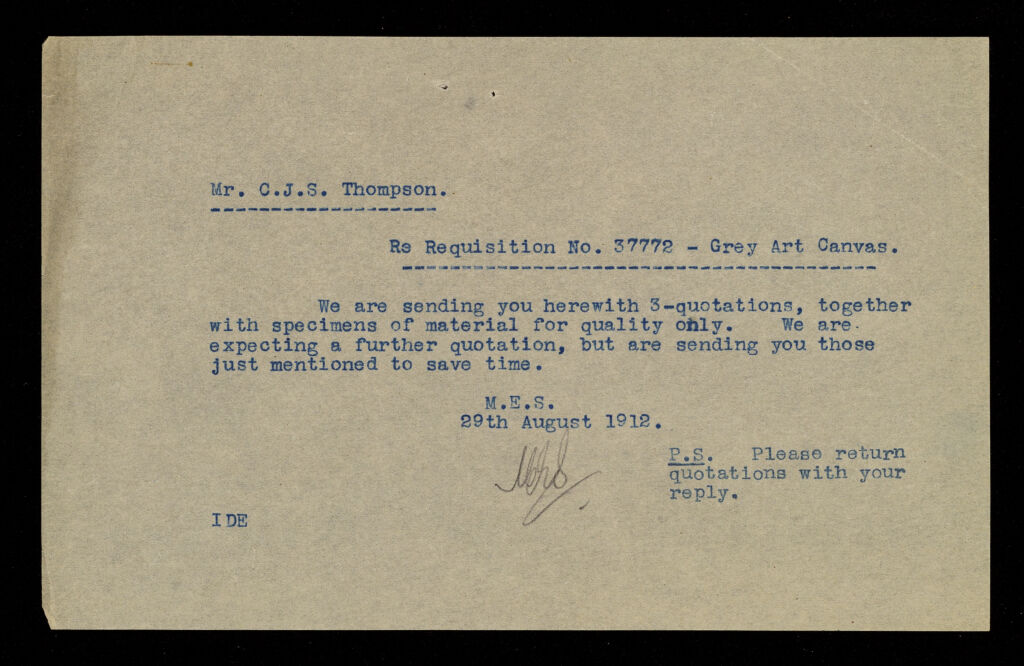 Mr. C.J.S. Thompson.
Re Requisition No. 37772 - Grey Art Canvas.
We are sending you herewith 3-quotations, together
with specimens of material for quality only. We are
expecting a further quotation, but are sending you those
just mentioned to save time.
M.E.S.
29th August 1912.
P.S. Please return
quotations with your
reply.
IDE